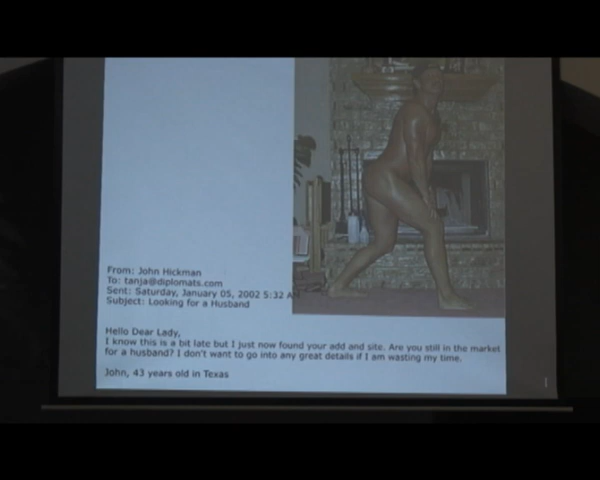 From: John Hickman
To: tanja@diplomats.com
Sent: Saturday, January 05, 2002 5:32 AM
Subject: Looking for a Husband
Hello Dear Lady,
I know this is a bit late but I just now found your add and site. Are you still in the market
for a husband? I don't want to go into any great details if I am wasting my time.
John, 43 years old in Texas